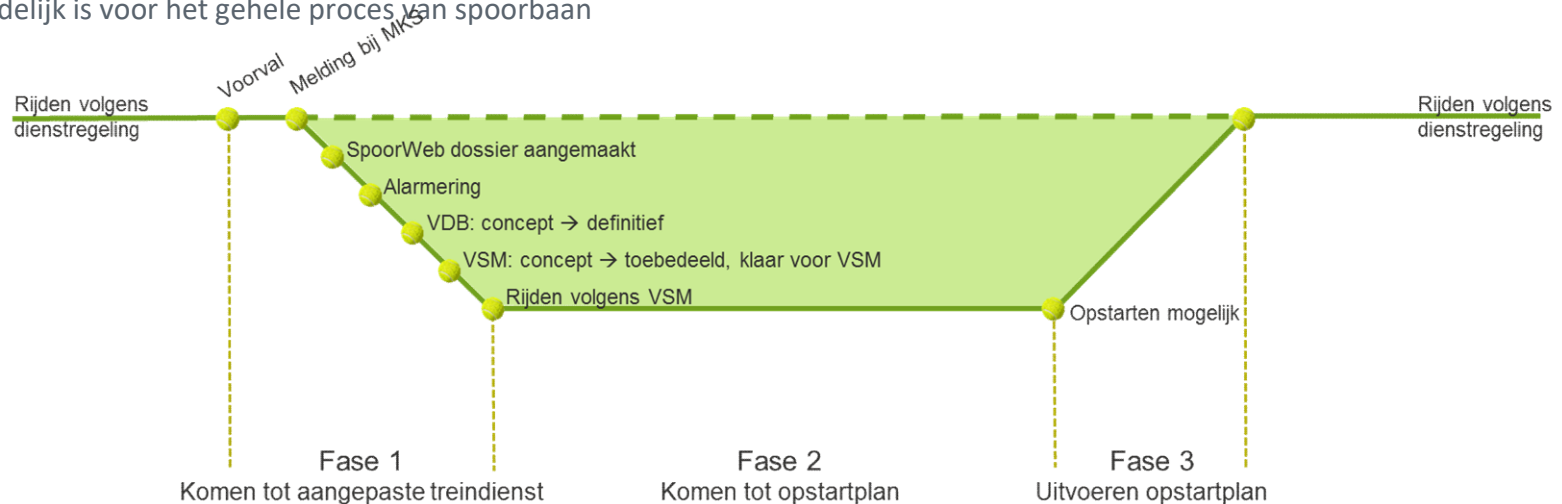 delijk is voor het gehele proces van spoorbaan
Voorval
Melding bij MKS
Rijden volgens
dienstregeling
Rijden volgens
dienstregeling
SpoorWeb dossier aangemaakt
Alarmering
VDB: concept → definitief
VSM: concept → toebedeeld, klaar voor VSM
Rijden volgens VSM
Opstarten mogelijk
Fase 1
Komen tot aangepaste treindienst
Fase 2
Komen tot opstartplan
Fase 3
Uitvoeren opstartplan